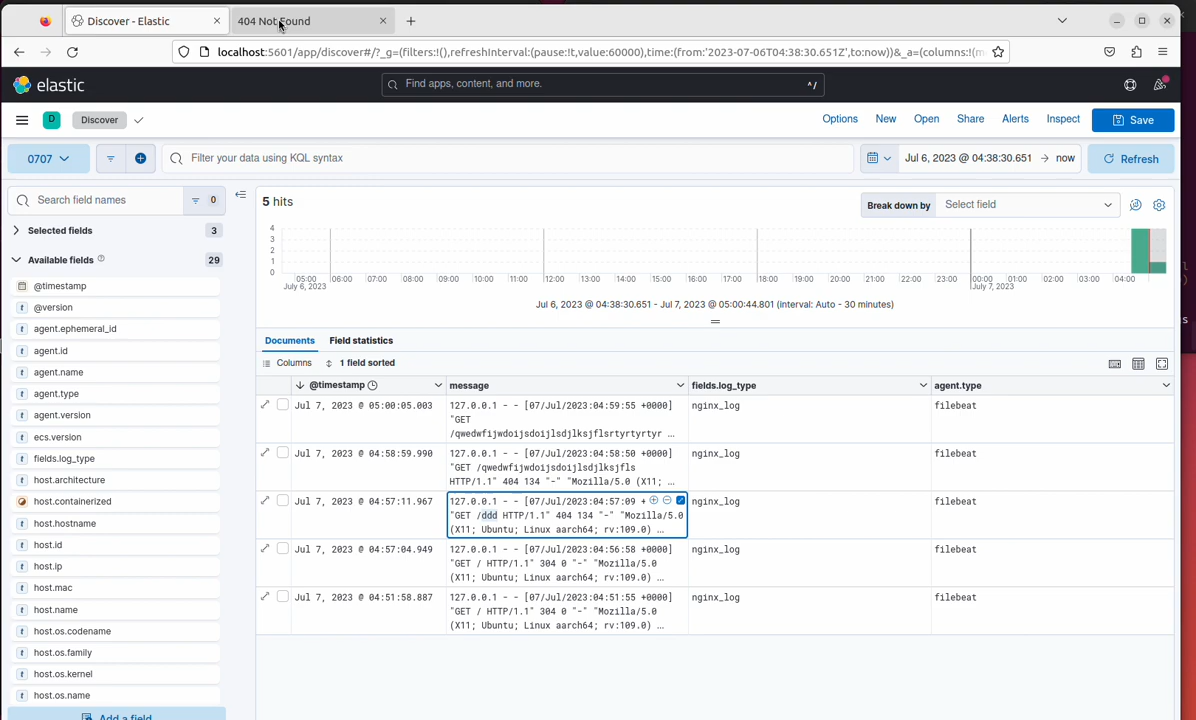 Discover - Elastic
404 Not Found
localhost:5601/app/discover#/?_g=(filters:!(),refreshInterval:(pause:!t,value:60000),time:(from:'2023-07-06T04:38:30.651Z',to:now))&_a=(columns:!(m
elastic
Find apps, content, and more.
^/
D
Discover
Options
New
Open
Share
Alerts
Inspect
Save
0707
Filter your data using KQL syntax
Jul 6, 2023 @ 04:38:30.651 → now
Refresh
Search field names
0
5 hits
Break down by
Select field
Selected fields 3
Available fields 29
4
3
2
1
0
05:00 06:00 07:00 08:00 09:00 10:00 11:00 12:00 13:00 14:00 15:00 16:00 17:00 18:00 19:00 20:00 21:00 22:00 23:00 00:00 01:00 02:00 03:00 04:00
July 6, 2023 July 7, 2023
Jul 6, 2023 @ 04:38:30.651 - Jul 7, 2023 @ 05:00:44.801 (interval: Auto - 30 minutes)
t @timestamp
t @version
t agent.ephemeral_id
t agent.id
t agent.name
t agent.type
t agent.version
t ecs.version
t fields.log_type
t host.architecture
host.containerized
t host.hostname
t host.id
t host.ip
t host.mac
t host.name
t host.os.codename
t host.os.family
t host.os.kernel
t host.os.name
Add a field
Documents
Field statistics
Columns
1 field sorted
@timestamp
message
fields.log_type
agent.type
Jul 7, 2023 @ 05:00:05.003
127.0.0.1 - - [07/Jul/2023:04:59:55 +0000]
"GET
/qwedwfijwdoijsdoijlsdjlksjflsrtyrtyrtyr …
nginx_log
filebeat
Jul 7, 2023 @ 04:58:59.990
127.0.0.1 - - [07/Jul/2023:04:58:50 +0000]
"GET /qwedwfijwdoijsdoijlsdjlksjfls
HTTP/1.1" 404 134 "-" "Mozilla/5.0 (X11; …
nginx_log
filebeat
Jul 7, 2023 @ 04:57:11.967
127.0.0.1 - - [07/Jul/2023:04:57:09 +
"GET /ddd HTTP/1.1" 404 134 "-" "Mozilla/5.0
(X11; Ubuntu; Linux aarch64; rv:109.0) …
nginx_log
filebeat
Jul 7, 2023 @ 04:57:04.949
127.0.0.1 - - [07/Jul/2023:04:56:58 +0000]
"GET / HTTP/1.1" 304 0 "-" "Mozilla/5.0
(X11; Ubuntu; Linux aarch64; rv:109.0) …
nginx_log
filebeat
Jul 7, 2023 @ 04:51:58.887
127.0.0.1 - - [07/Jul/2023:04:51:55 +0000]
"GET / HTTP/1.1" 304 0 "-" "Mozilla/5.0
(X11; Ubuntu; Linux aarch64; rv:109.0) …
nginx_log
filebeat